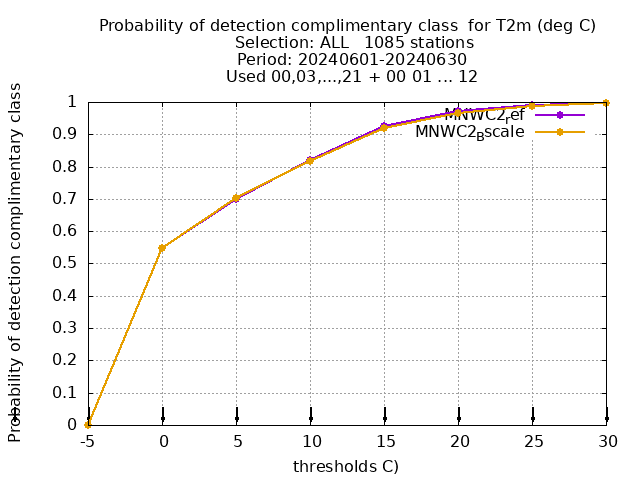 Probability of detection complimentary class  for T2m (deg C)
Selection: ALL   1085 stations
Period: 20240601-20240630
Used 00,03,...,21 + 00 01 ... 12
Probability of detection complimentary class
1
0.9
0.8
0.7
0.6
0.5
0.4
0.3
0.2
0.1
0
MNWC2ref
MNWC2Bscale
-5 0 5 10 15 20 25 30
thresholds C)